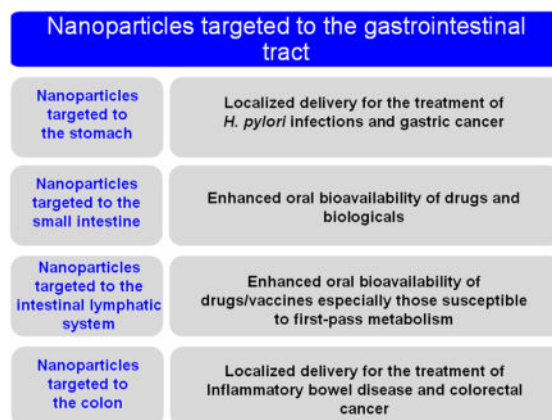 Nanoparticles targeted to the gastrointestinal
tract
Nanoparticles
targeted to
the stomach
Localized delivery for the treatment of
H. pylori infections and gastric cancer
Nanoparticles
targeted to the
small intestine
Enhanced oral bioavailability of drugs and
biologicals
Nanoparticles
targeted to the
intestinal lymphatic
system
Enhanced oral bioavailability of
drugs/vaccines especially those susceptible
to first-pass metabolism
Nanoparticles
targeted to
the colon
Localized delivery for the treatment of
Inflammatory bowel disease and colorectal
cancer